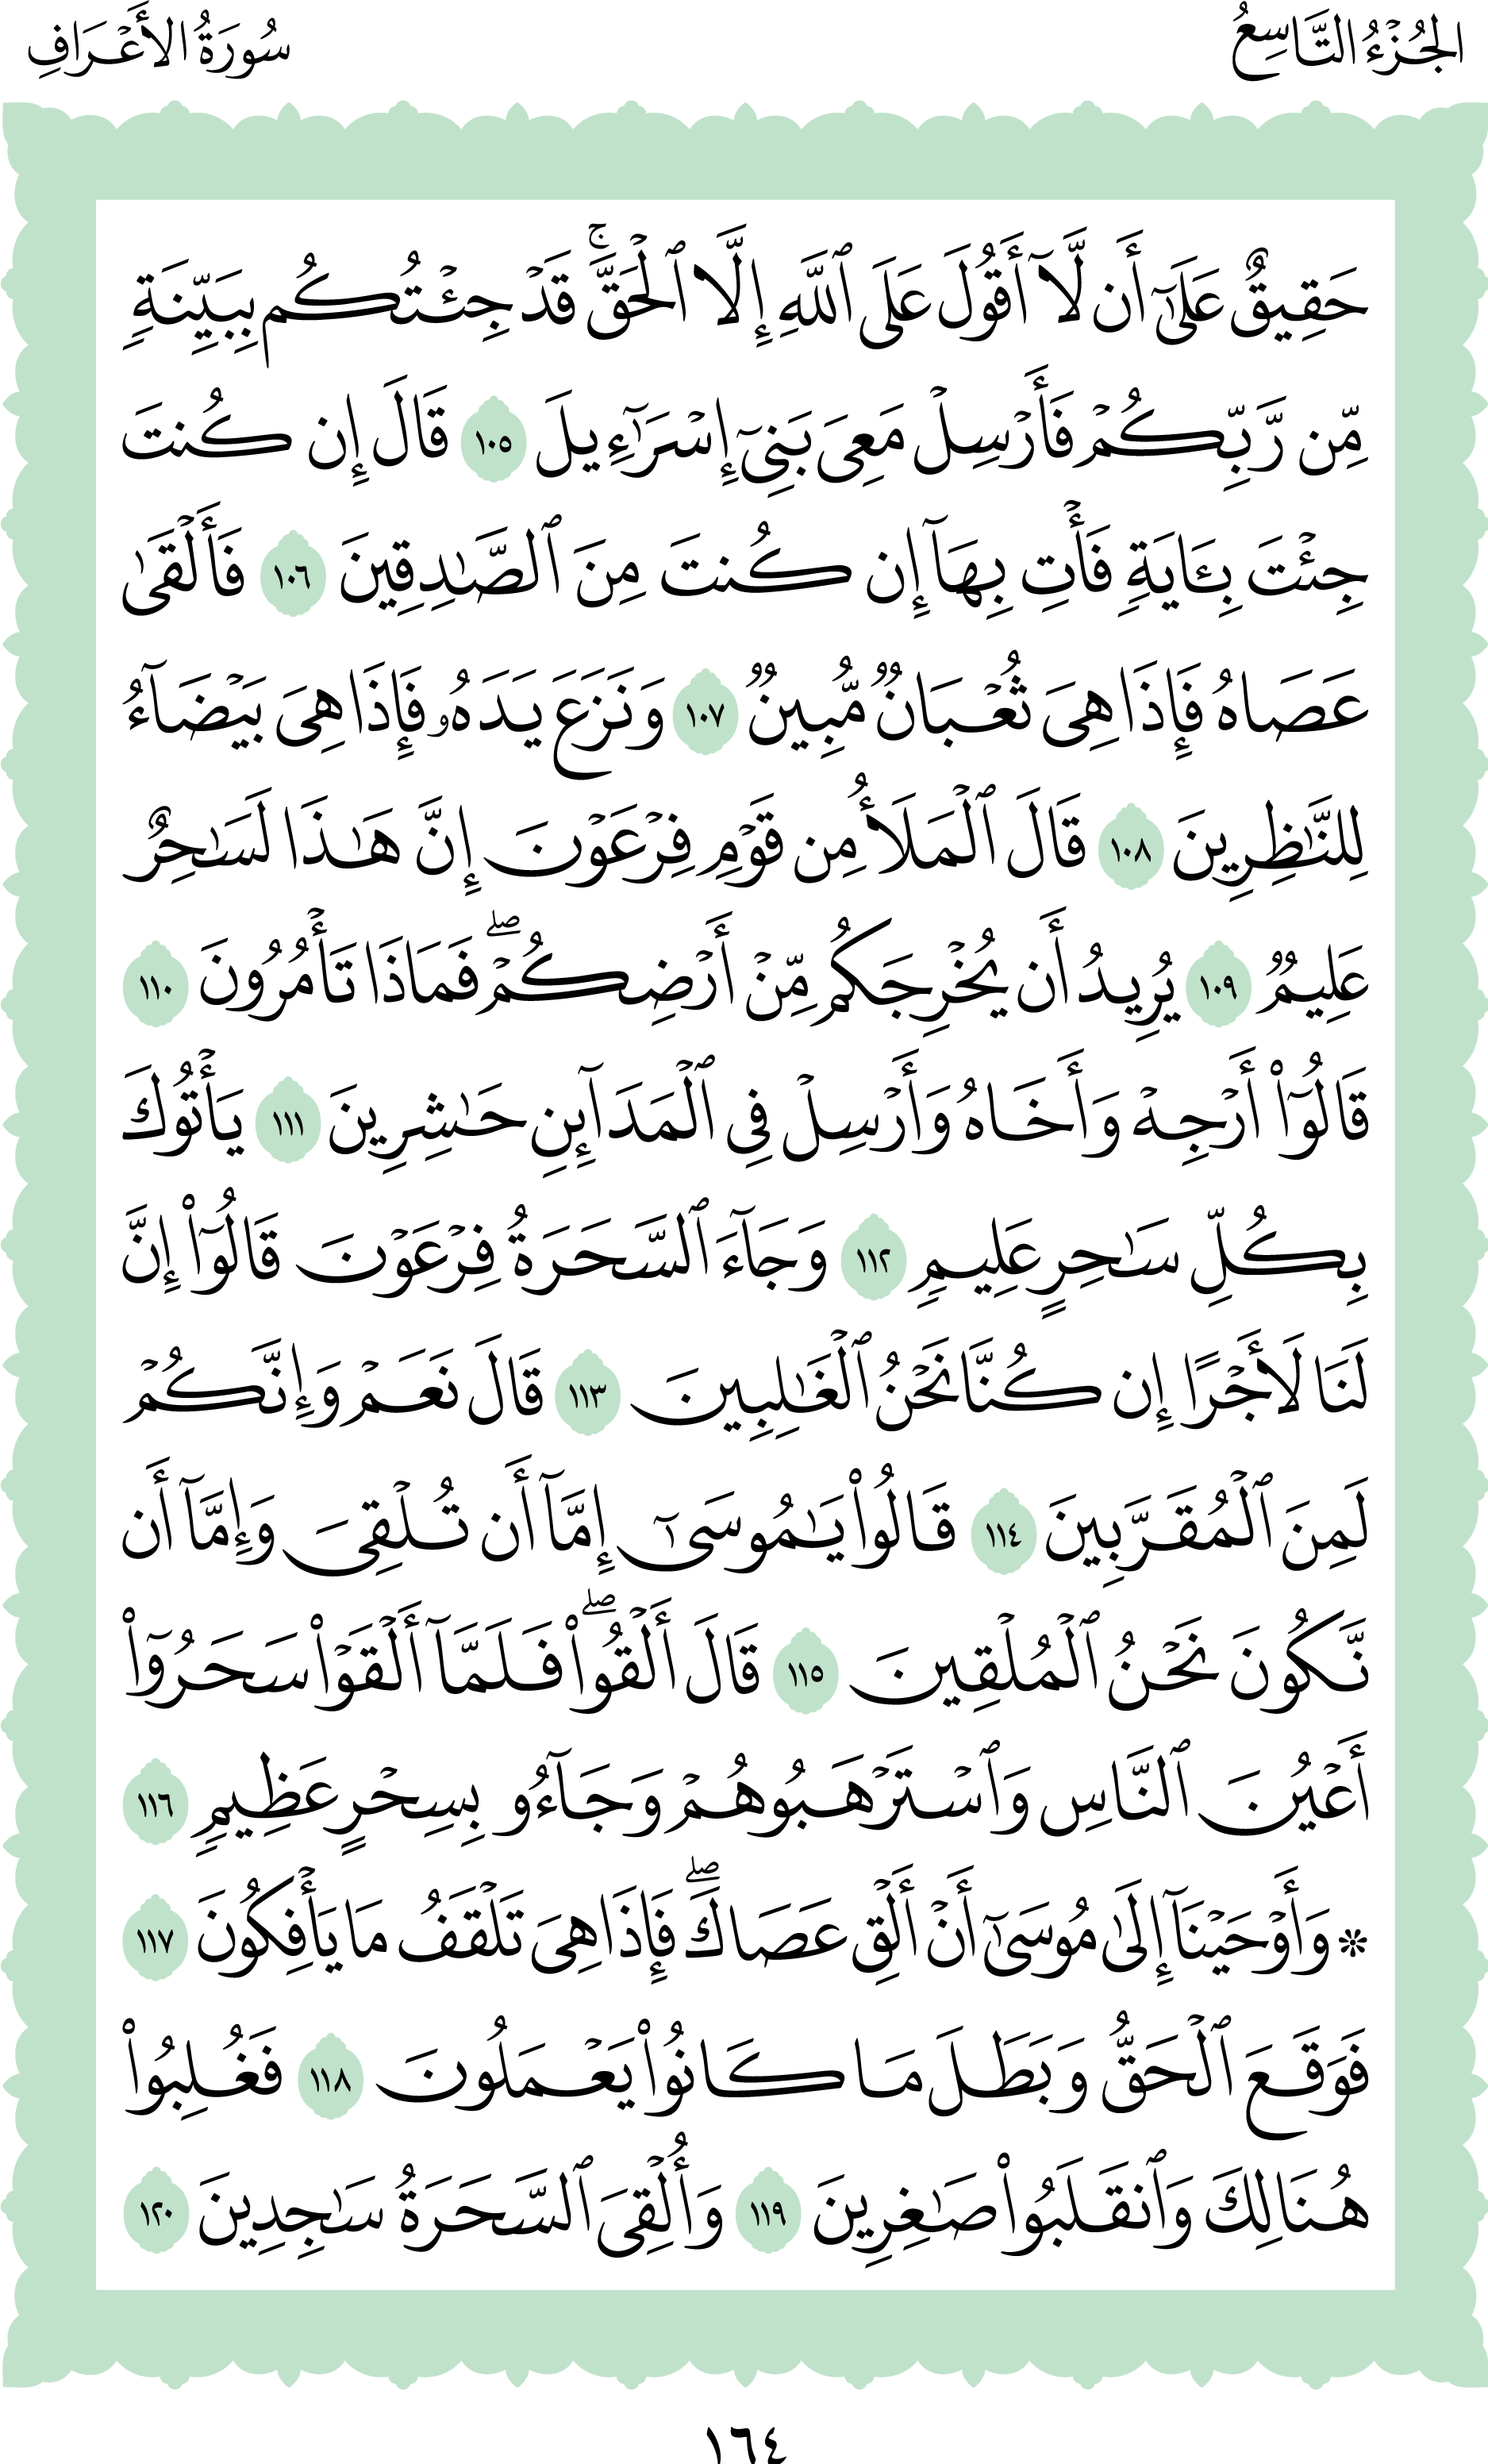 الجُزْءُ التَّاسِعُ
سُورَةُ الأَعْرَافِ
حَقِيقٌ عَلَىٰٓ أَن لَّآ أَقُولَ عَلَى ٱللَّهِ إِلَّا ٱلۡحَقَّۚ قَدۡ جِئۡتُكُم بِبَيِّنَةٖ
مِّن رَّبِّكُمۡ فَأَرۡسِلۡ مَعِيَ بَنِيٓ إِسۡرَٰٓءِيلَ ١٠٥ قَالَ إِن كُنتَ
جِئۡتَ بِـَٔايَةٖ فَأۡتِ بِهَآ إِن كُنتَ مِنَ ٱلصَّٰدِقِينَ ١٠٦ فَأَلۡقَىٰ
عَصَاهُ فَإِذَا هِيَ ثُعۡبَانٞ مُّبِينٞ ١٠٧ وَنَزَعَ يَدَهُۥ فَإِذَا هِيَ بَيۡضَآءُ
لِلنَّٰظِرِينَ ١٠٨ قَالَ ٱلۡمَلَأُ مِن قَوۡمِ فِرۡعَوۡنَ إِنَّ هَٰذَا لَسَٰحِرٌ
عَلِيمٞ ١٠٩ يُرِيدُ أَن يُخۡرِجَكُم مِّنۡ أَرۡضِكُمۡۖ فَمَاذَا تَأۡمُرُونَ ١١٠
قَالُوٓاْ أَرۡجِهۡ وَأَخَاهُ وَأَرۡسِلۡ فِي ٱلۡمَدَآئِنِ حَٰشِرِينَ ١١١ يَأۡتُوكَ
بِكُلِّ سَٰحِرٍ عَلِيمٖ ١١٢ وَجَآءَ ٱلسَّحَرَةُ فِرۡعَوۡنَ قَالُوٓاْ إِنَّ
لَنَا لَأَجۡرًا إِن كُنَّا نَحۡنُ ٱلۡغَٰلِبِينَ ١١٣ قَالَ نَعَمۡ وَإِنَّكُمۡ
لَمِنَ ٱلۡمُقَرَّبِينَ ١١٤ قَالُواْ يَٰمُوسَىٰٓ إِمَّآ أَن تُلۡقِيَ وَإِمَّآ أَن
نَّكُونَ نَحۡنُ ٱلۡمُلۡقِينَ ١١٥ قَالَ أَلۡقُواْۖ فَلَمَّآ أَلۡقَوۡاْ سَحَرُوٓاْ
أَعۡيُنَ ٱلنَّاسِ وَٱسۡتَرۡهَبُوهُمۡ وَجَآءُو بِسِحۡرٍ عَظِيمٖ ١١٦
* وَأَوۡحَيۡنَآ إِلَىٰ مُوسَىٰٓ أَنۡ أَلۡقِ عَصَاكَۖ فَإِذَا هِيَ تَلۡقَفُ مَا يَأۡفِكُونَ ١١٧
فَوَقَعَ ٱلۡحَقُّ وَبَطَلَ مَا كَانُواْ يَعۡمَلُونَ ١١٨ فَغُلِبُواْ
هُنَالِكَ وَٱنقَلَبُواْ صَٰغِرِينَ ١١٩ وَأُلۡقِيَ ٱلسَّحَرَةُ سَٰجِدِينَ ١٢٠
١٦٤